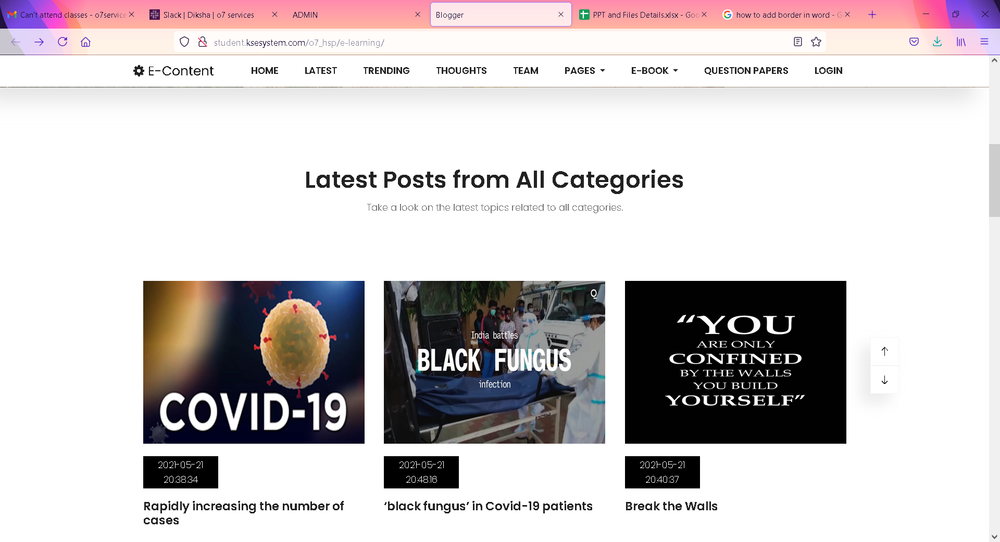 Can't attend classes - o7service
Slack | Diksha | o7 services
ADMIN
Blogger
PPT and Files Details.xlsx - Goo
how to add border in word - G
student.ksesystem.com/o7_hsp/e-learning/
E-Content
HOME
LATEST
TRENDING
THOUGHTS
TEAM
PAGES
E-BOOK
QUESTION PAPERS
LOGIN
Latest Posts from All Categories
Take a look on the latest topics related to all categories.
COVID-19
India battles
BLACK FUNGUS
infection
“YOU
ARE ONLY
CONFINED
BY THE WALLS
YOU BUILD
YOURSELF”
2021-05-21
20:38:34
2021-05-21
20:48:16
2021-05-21
20:40:37
Rapidly increasing the number of
cases
‘black fungus’ in Covid-19 patients
Break the Walls